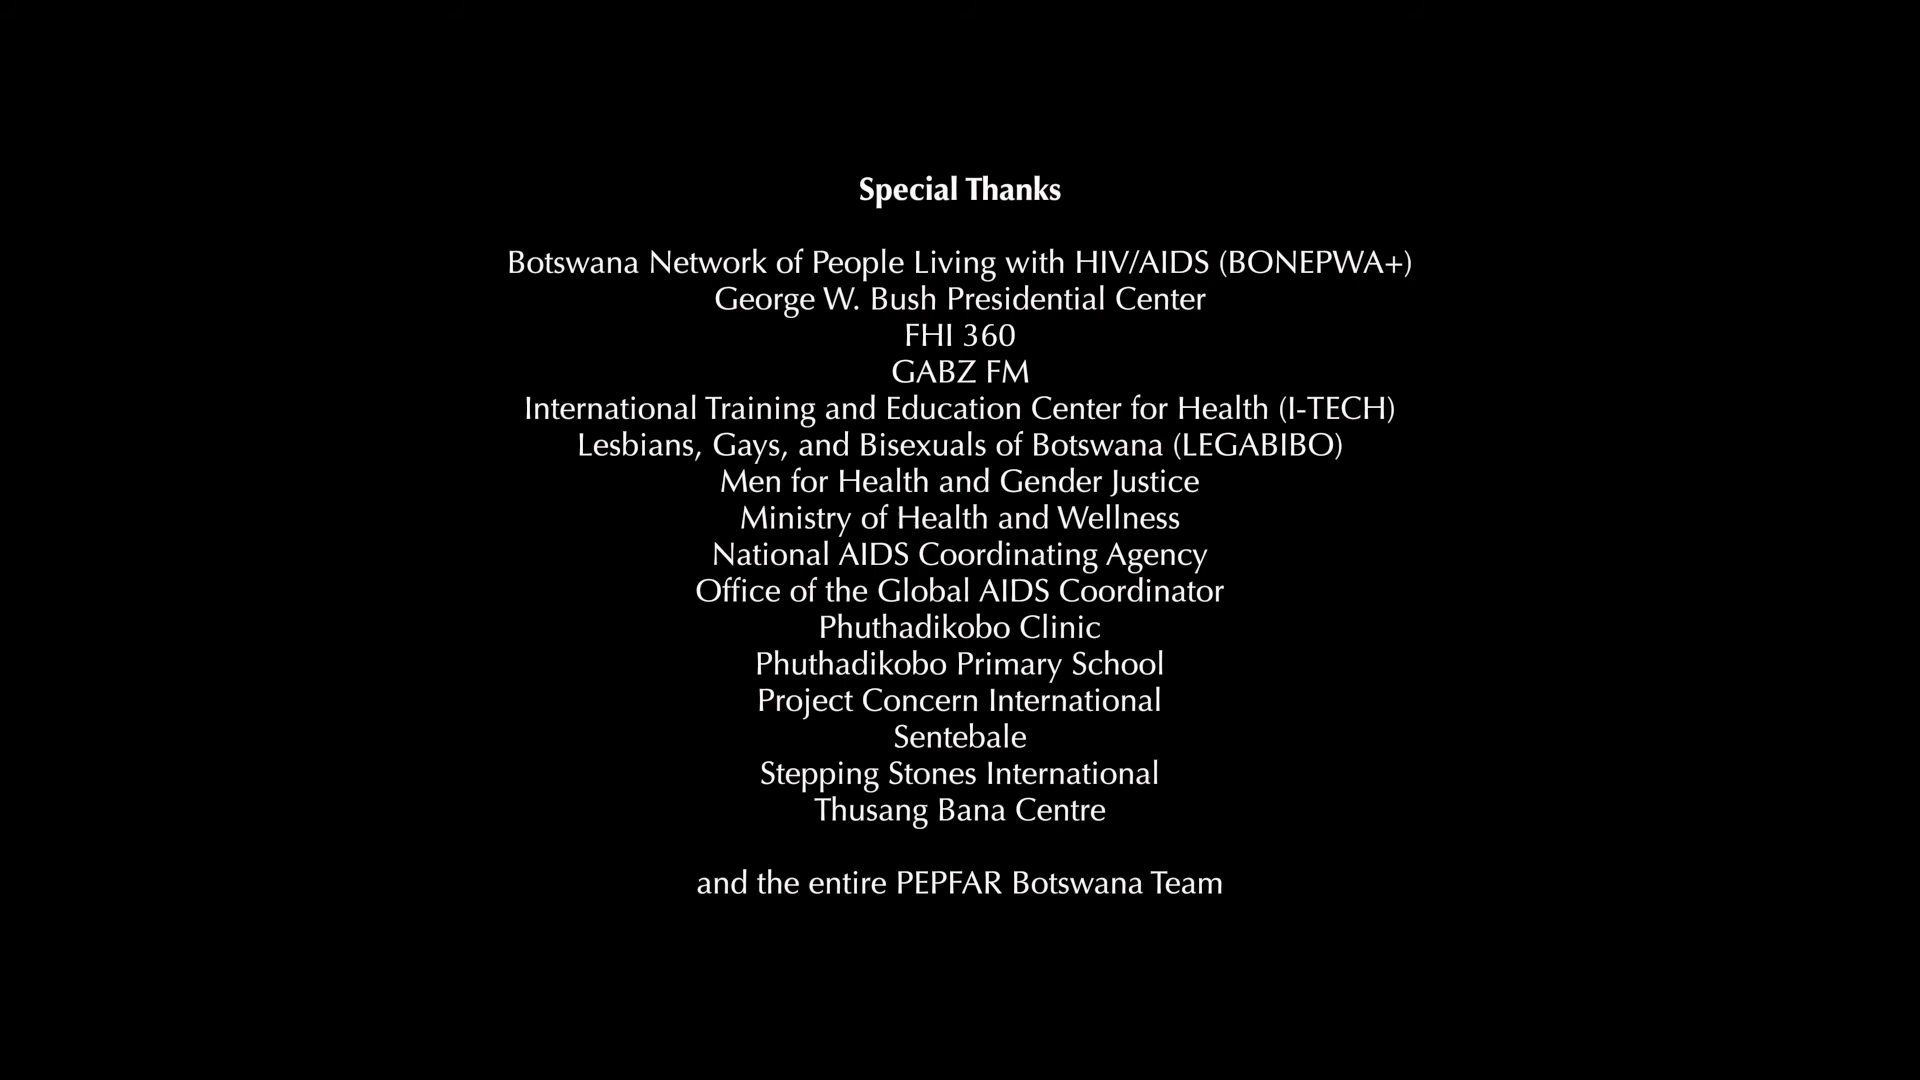 Special Thanks
Botswana Network of People Living with HIV/AIDS (BONEPWA+)
George W. Bush Presidential Center
FHI 360
GABZ FM
International Training and Education Center for Health (I-TECH)
Lesbians, Gays, and Bisexuals of Botswana (LEGABIBO)
Men for Health and Gender Justice
Ministry of Health and Wellness
National AIDS Coordinating Agency
Office of the Global AIDS Coordinator
Phuthadikobo Clinic
Phuthadikobo Primary School
Project Concern International
Sentebale
Stepping Stones International
Thusang Bana Centre
and the entire PEPFAR Botswana Team